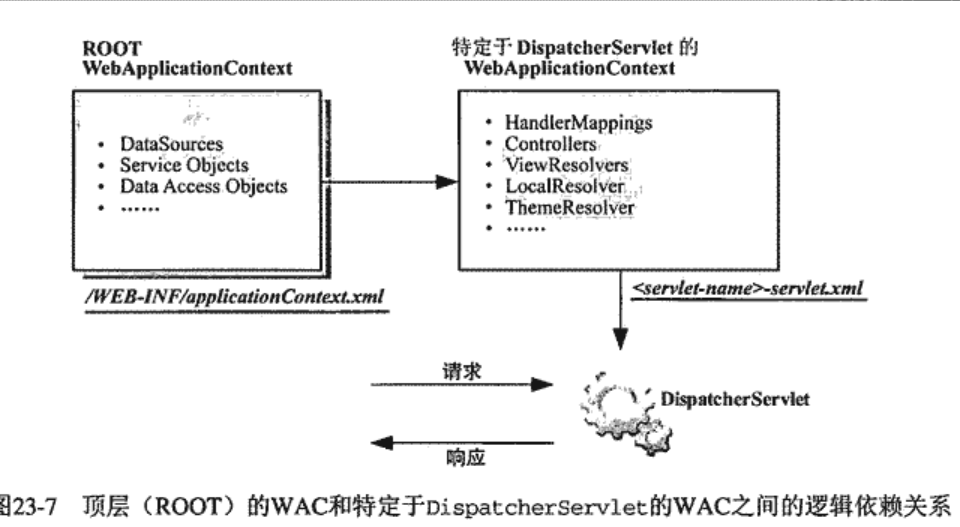 ROOT
WebApplicationContext
• DataSources
• Service Objects
• Data Access Objects
• ……
/WEB-INF/applicationContext.xml
特定于 DispatcherServlet 的
WebApplicationContext
• HandlerMappings
• Controllers
• ViewResolvers
• LocalResolver
• ThemeResolver
• ……
<servlet-name>-servlet.xml
请求
DispatcherServlet
响应
图23-7 顶层（ROOT）的WAC和特定于DispatcherServlet的WAC之间的逻辑依赖关系